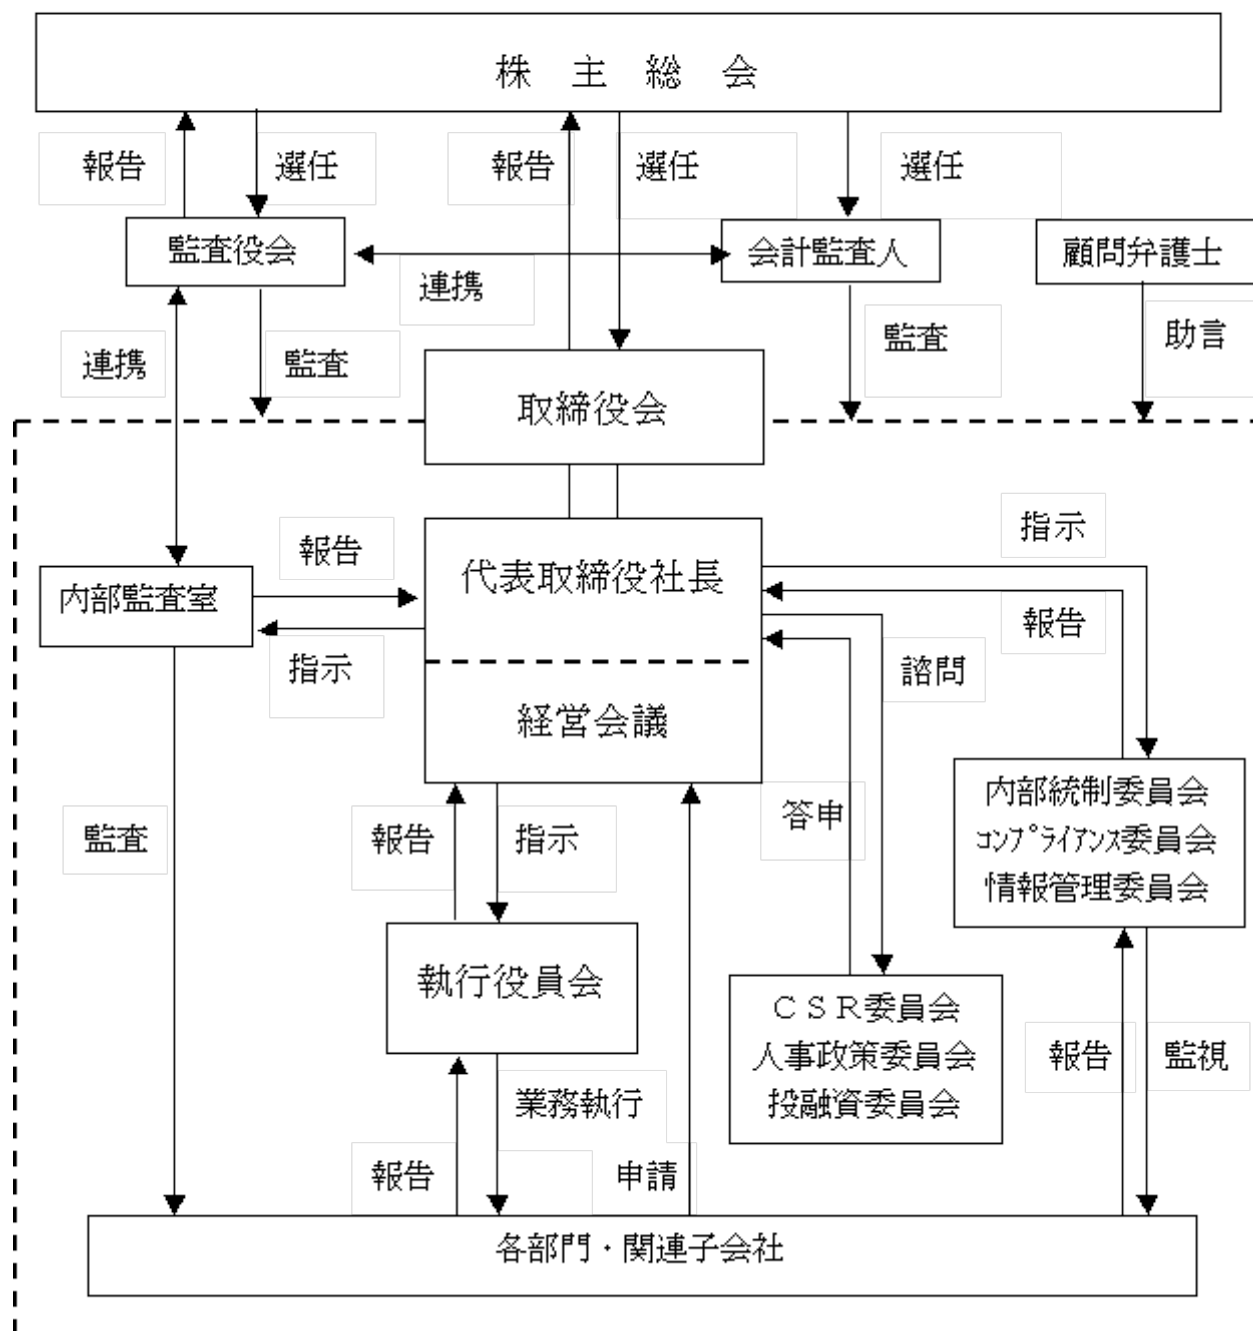 株主総会
報告
選任
報告
選任
選任
監査役会
会計監査人
顧問弁護士
連携
連携
監査
監査
助言
取締役会
指示
報告
代表取締役社長
内部監査室
報告
指示
諮問
経営会議
内部統制委員会
ｺﾝﾌﾟﾗｲｱﾝｽ委員会
情報管理委員会
答申
監査
報告
指示
執行役員会
ＣＳＲ委員会
人事政策委員会
投融資委員会
報告
監視
業務執行
報告
申請
各部門・関連子会社